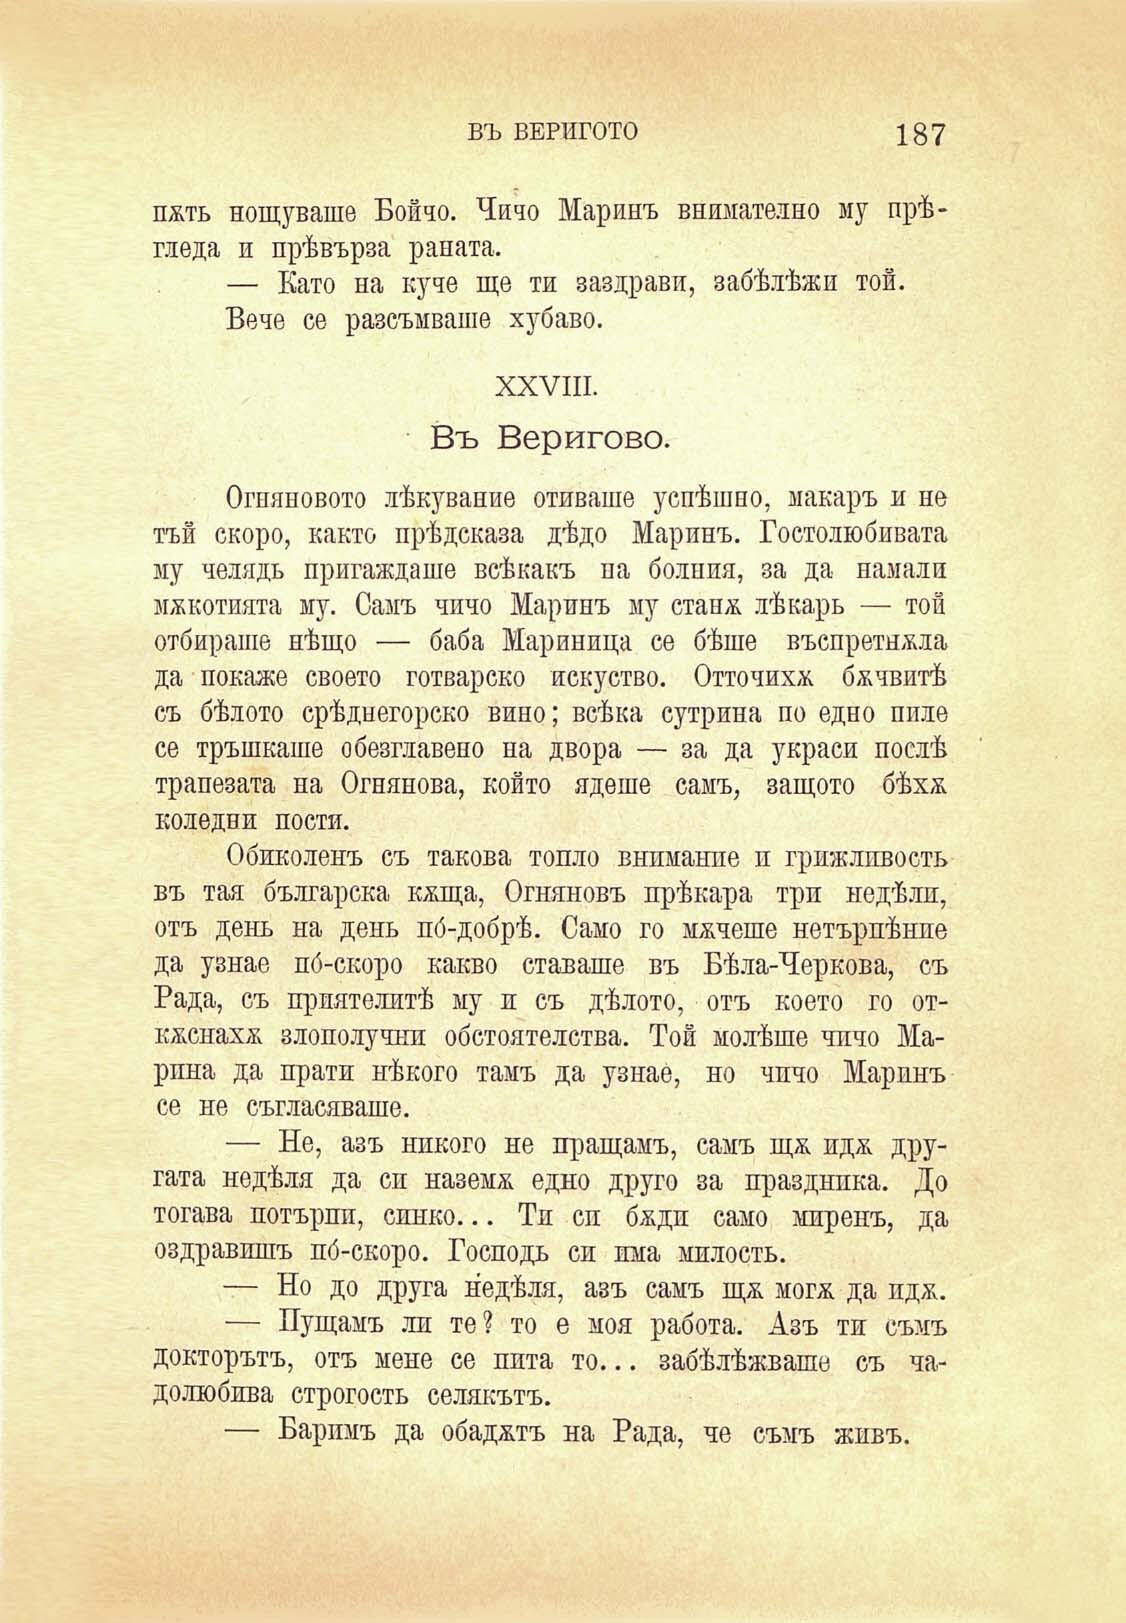 ВЪ ВЕРИГОТО 187
пѫть нощуваше Бойчо. Чичо Маринъ внимателно му прѣ-
гледа и прѣвърза раната.
— Като на куче ще ти заздрави, забѣлѣжи той.
Вече се разсъмваше хубаво.
XXVIII.
Въ Веригово.
Огняновото лѣкувание отиваше успѣшно, макаръ и не
тъй скоро, както прѣдсказа дѣдо Маринъ. Гостолюбивата
му челядь пригаждаше всѣкакъ на болния, за да намали
мѫкотията му. Самъ чичо Маринъ му станѫ лѣкарь — той
отбираше нѣщо — баба Мариница се бѣше въспретнѫла
да покаже своето готварско искуство. Отточихѫ бѫчвитѣ
съ бѣлото срѣднегорско вино; всѣка сутрина по едно пиле
се тръшкаше обезглавено на двора — за да украси послѣ
трапезата на Огнянова, който ядеше самъ, защото бѣхѫ
коледни пости.
Обиколенъ съ такова топло внимание и грижливость
въ тая българска кѫща, Огняновъ прѣкара три недѣли,
отъ день на день по́-добрѣ. Само го мѫчеше нетърпѣние
да узнае по́-скоро какво ставаше въ Бѣла-Черкова, съ
Рада, съ приятелитѣ му и съ дѣлото, отъ което го от-
кѫснахѫ злополучни обстоятелства. Той молѣше чичо Ма-
рина да прати нѣкого тамъ да узнае, но чичо Маринъ
се не съгласяваше.
— Не, азъ никого не пращамъ, самъ щѫ идѫ дру-
гата недѣля да си наземѫ едно друго за праздника. До
тогава потърпи, синко... Ти си бѫди само миренъ, да
оздравишъ по́-скоро. Господь си има милость.
— Но до друга недѣля, азъ самъ щѫ могѫ да идѫ.
— Пущамъ ли те? то е моя работа. Азъ ти съмъ
докторътъ, отъ мене се пита то... забѣлѣжваше съ ча-
долюбива строгость селякътъ.
— Баримъ да обадѫтъ на Рада, че съмъ живъ.